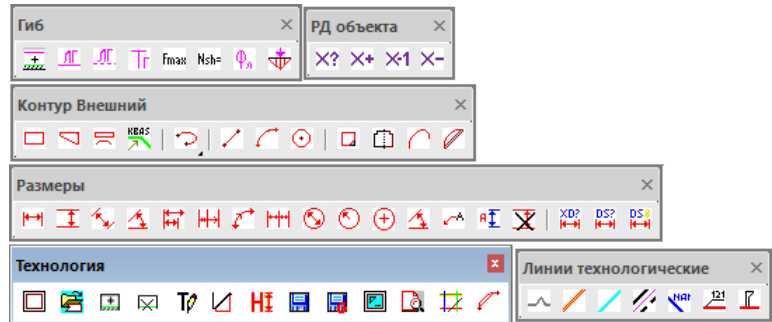 Гиб
РД объекта
Fmax Nsh=
X? X+ X-1 X-
Контур Внешний
KBAS
Размеры
A
XD? DS? DS
Технология
H
Линии технологические
121